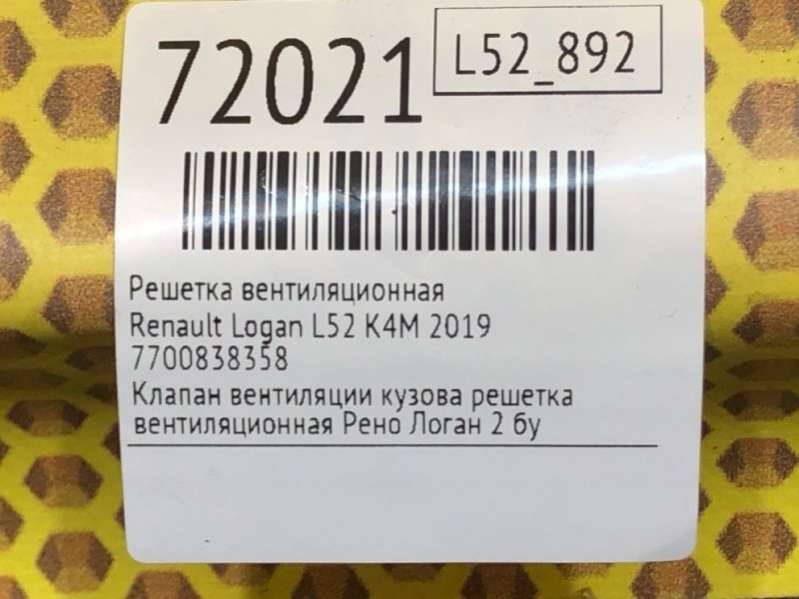 72021
L52_892
Решетка вентиляционная
Renault Logan L52 K4M 2019
7700838358
Клапан вентиляции кузова решетка
вентиляционная Рено Логан 2 бу